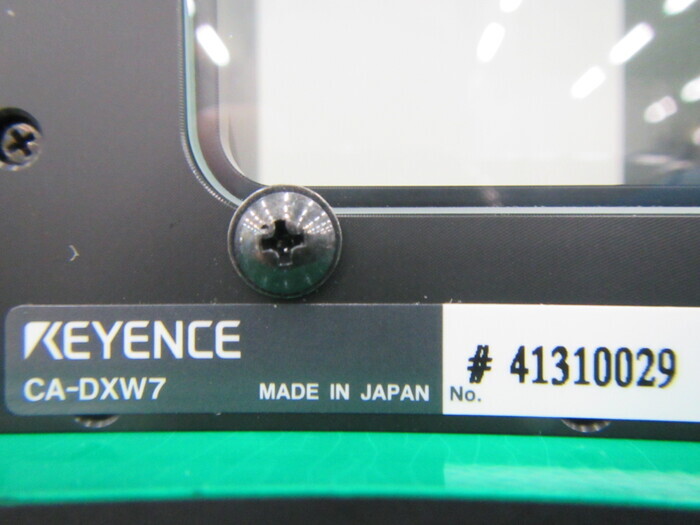 KEYENCE
CA-DXW7
MADE IN JAPAN
No. # 41310029